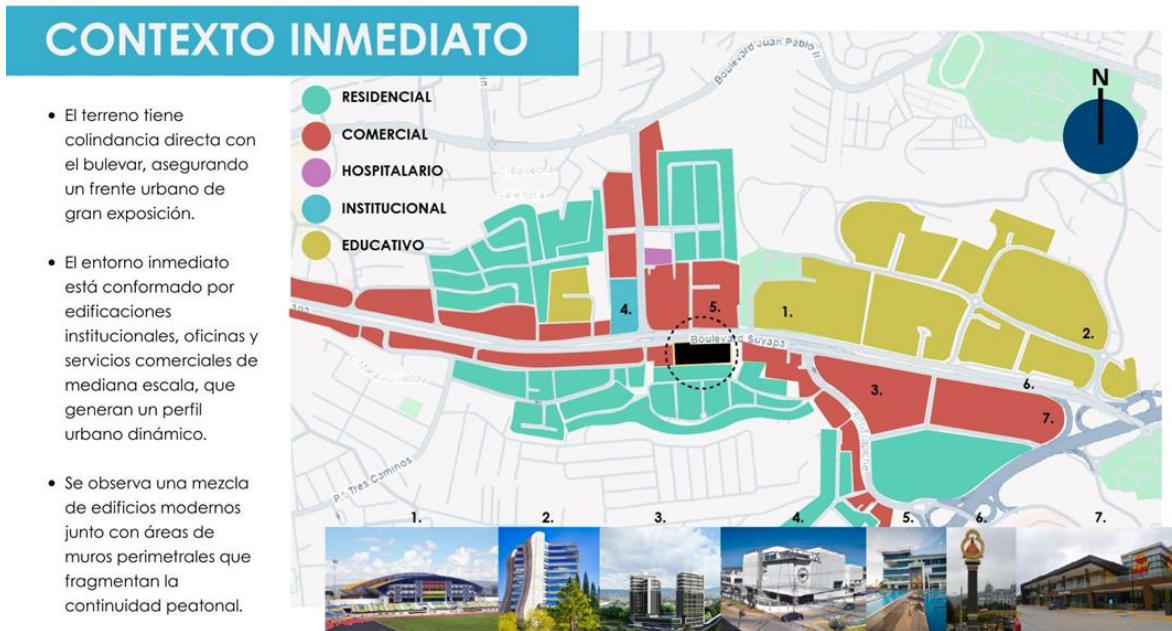 CONTEXTO INMEDIATO
• El terreno tiene
colindancia directa con
el bulevar, asegurando
un frente urbano de
gran exposición.
• El entorno inmediato
está conformado por
edificaciones
institucionales, oficinas y
servicios comerciales de
mediana escala, que
generan un perfil
urbano dinámico.
• Se observa una mezcla
de edificios modernos
junto con áreas de
muros perimetrales que
fragmentan la
continuidad peatonal.
RESIDENCIAL
COMERCIAL
HOSPITALARIO
INSTITUCIONAL
EDUCATIVO
Boulevard Juan Pablo II
N
4.
5.
1.
Boulevard Suyapa
2.
3.
6.
7.
Tres Caminos
1.
2.
3.
4.
5.
6.
7.